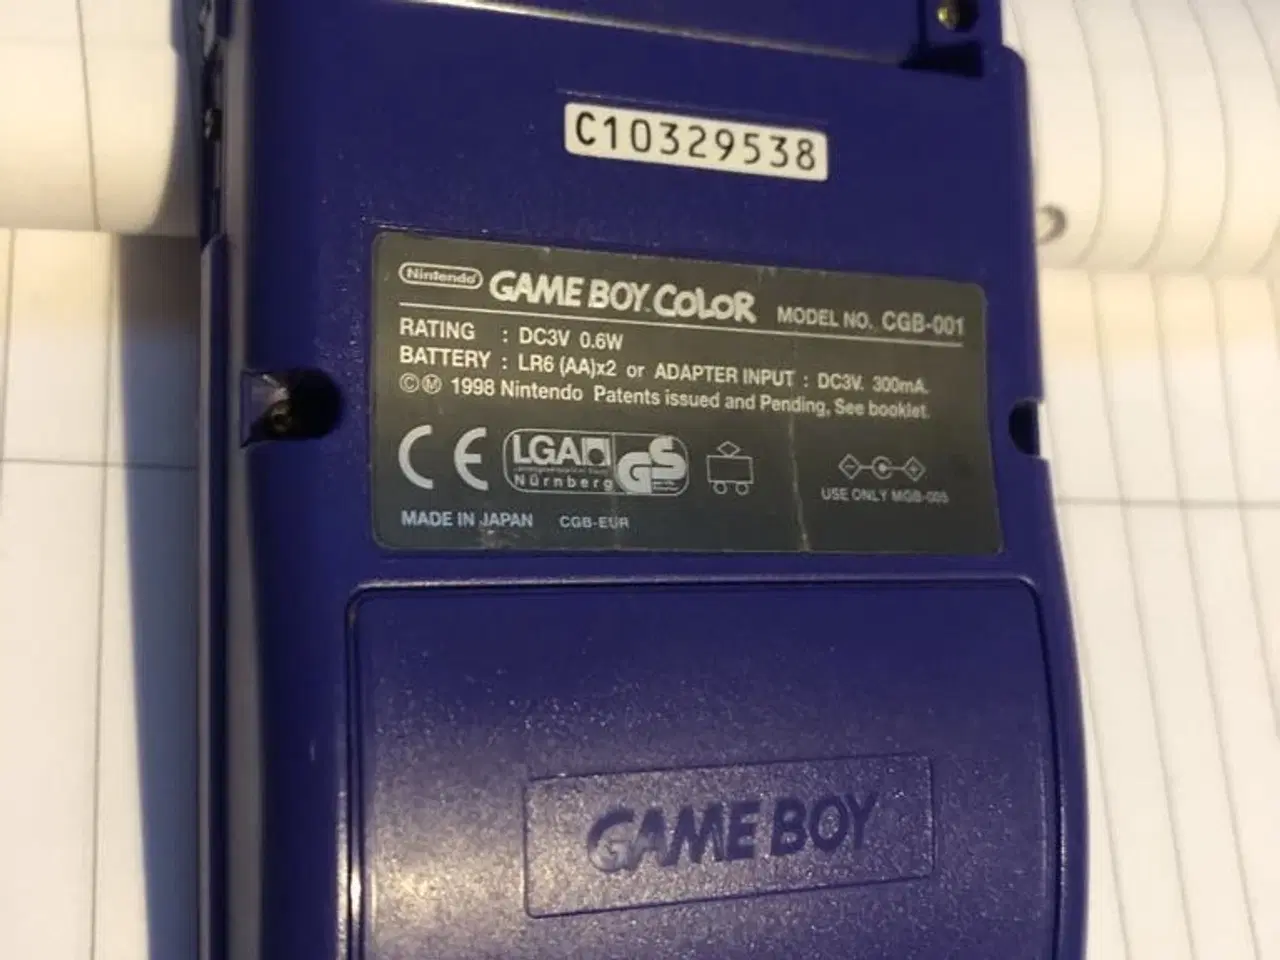 C10329538
Nintendo GAME BOY COLOR MODEL NO. CGB-001
RATING : DC3V 0.6W
BATTERY : LR6 (AA)x2 or ADAPTER INPUT : DC3V. 300mA.
©Ⓜ 1998 Nintendo Patents issued and Pending, See booklet.
CE LGA GS
Nürnberg
USE ONLY MGB-005
MADE IN JAPAN CGB-EUR
GAME BOY